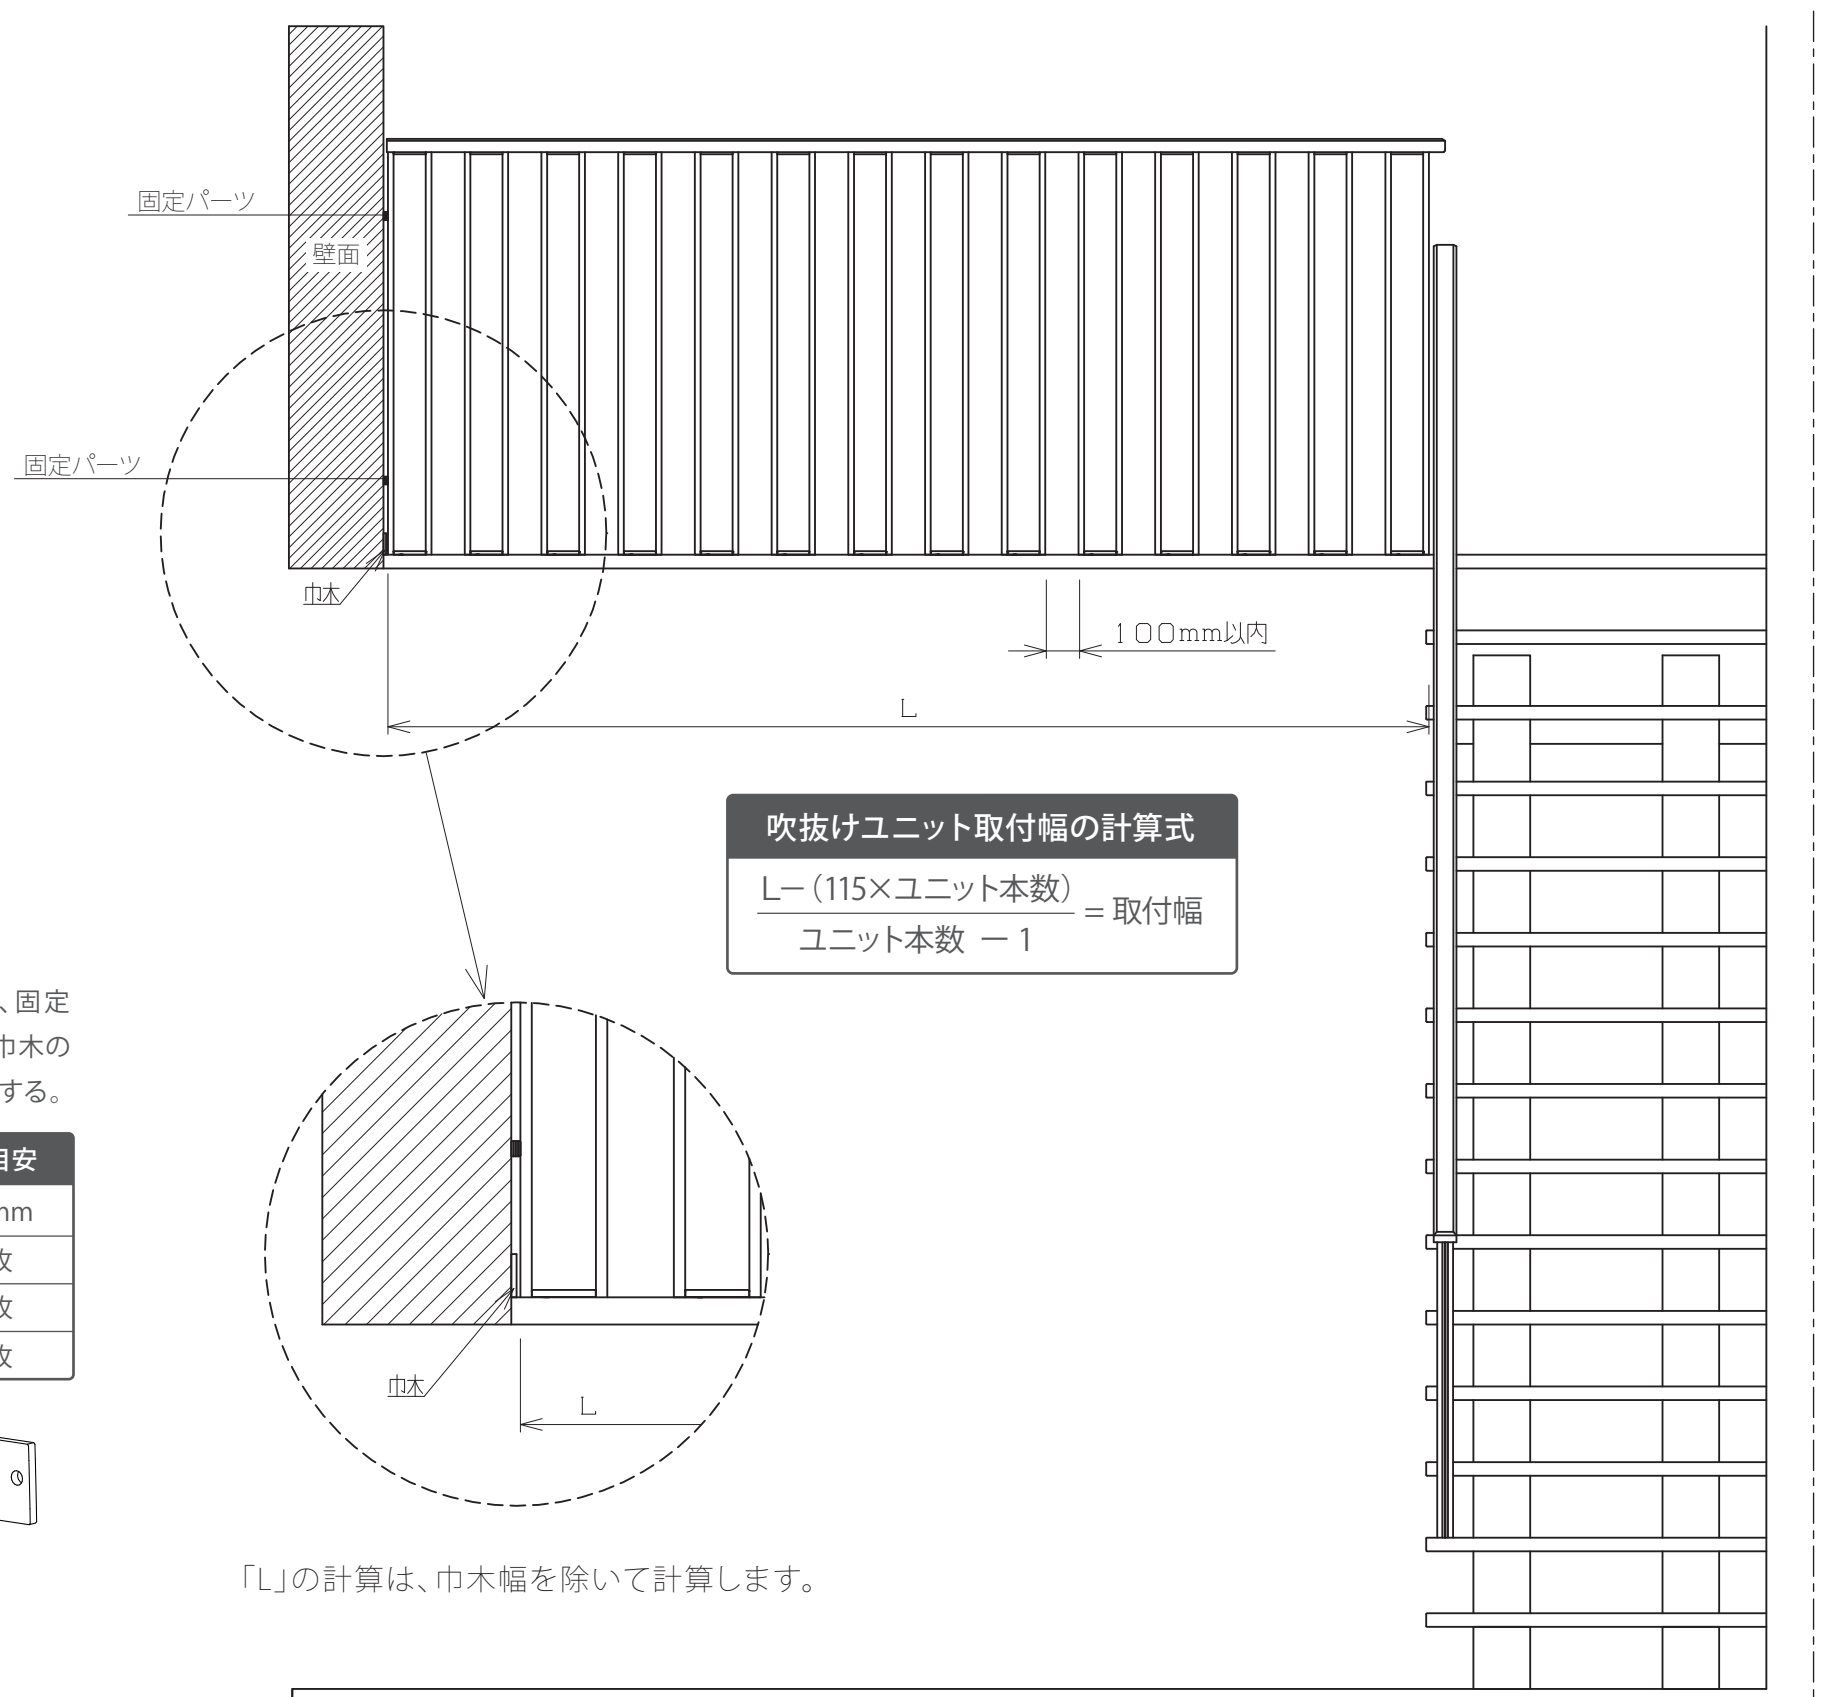 固定パーツ
壁面
固定パーツ
巾木
100mm以内
L
吹抜けユニット取付幅の計算式
L－(115×ユニット本数)
ユニット本数 － 1
= 取付幅
、固定
巾木の
する。
目安
mm
枚
枚
枚
巾木
L
「L」の計算は、巾木幅を除いて計算します。